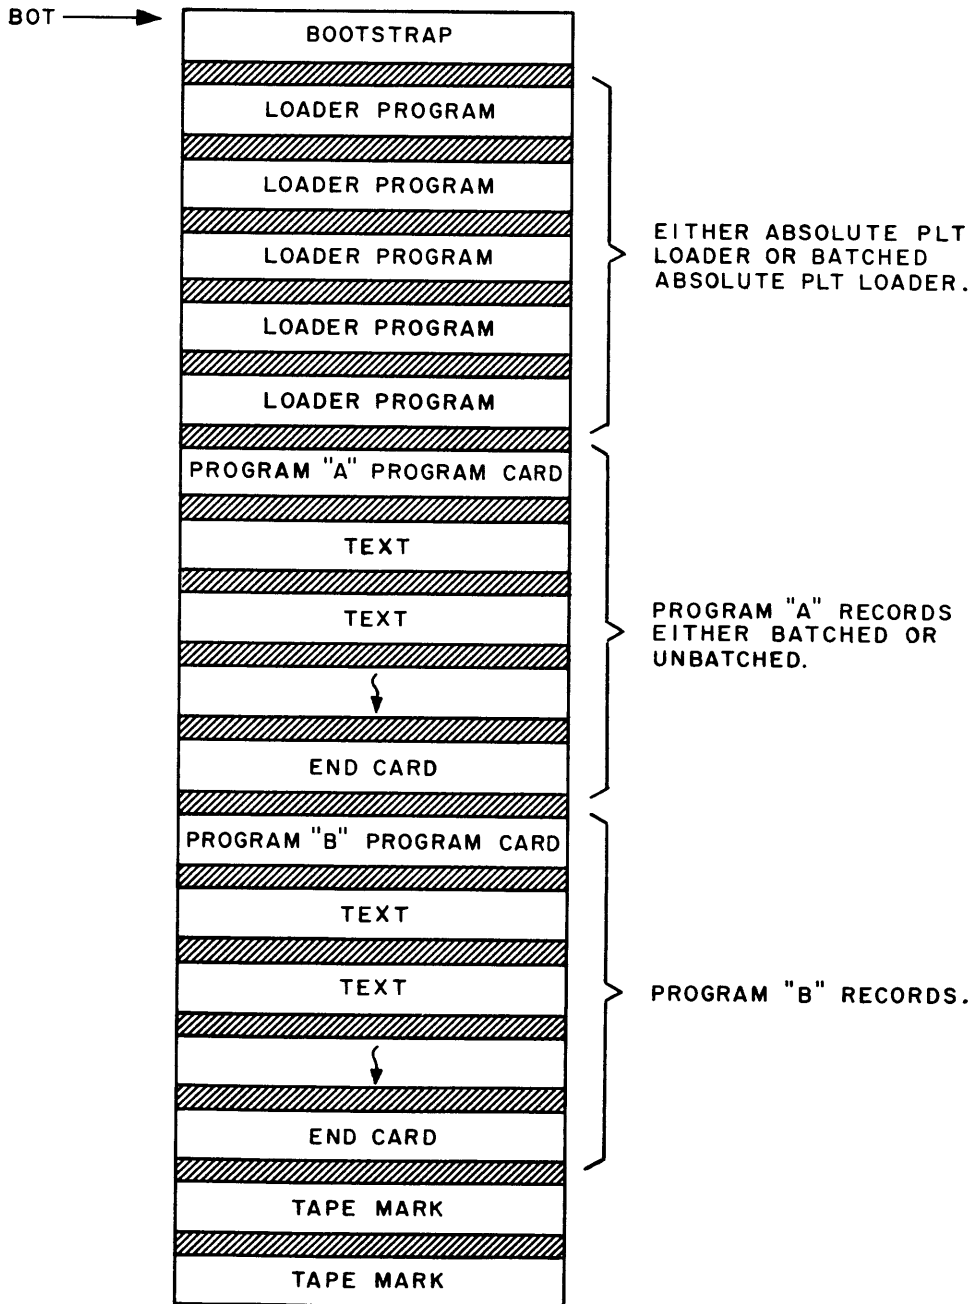 BOT
BOOTSTRAP
LOADER PROGRAM
LOADER PROGRAM
LOADER PROGRAM
LOADER PROGRAM
LOADER PROGRAM
EITHER ABSOLUTE PLT
LOADER OR BATCHED
ABSOLUTE PLT LOADER.
PROGRAM "A" PROGRAM CARD
TEXT
TEXT
END CARD
PROGRAM "A" RECORDS
EITHER BATCHED OR
UNBATCHED.
PROGRAM "B" PROGRAM CARD
TEXT
TEXT
END CARD
PROGRAM "B" RECORDS.
TAPE MARK
TAPE MARK